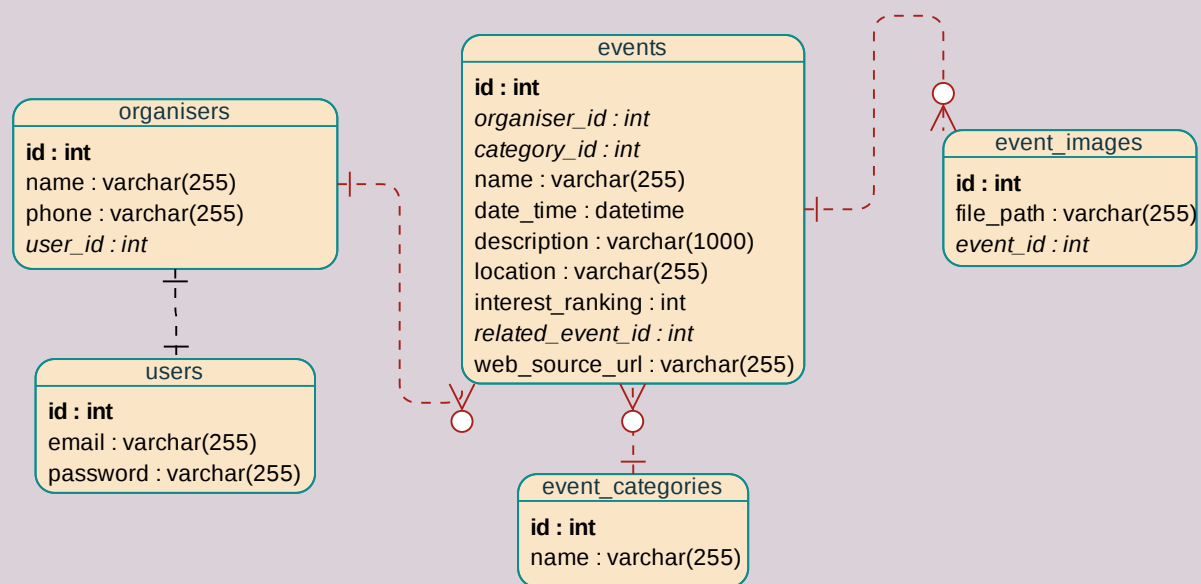 organisers
id : int
name : varchar(255)
phone : varchar(255)
user_id : int
users
id : int
email : varchar(255)
password : varchar(255)
events
id : int
organiser_id : int
category_id : int
name : varchar(255)
date_time : datetime
description : varchar(1000)
location : varchar(255)
interest_ranking : int
related_event_id : int
web_source_url : varchar(255)
event_categories
id : int
name : varchar(255)
event_images
id : int
file_path : varchar(255)
event_id : int